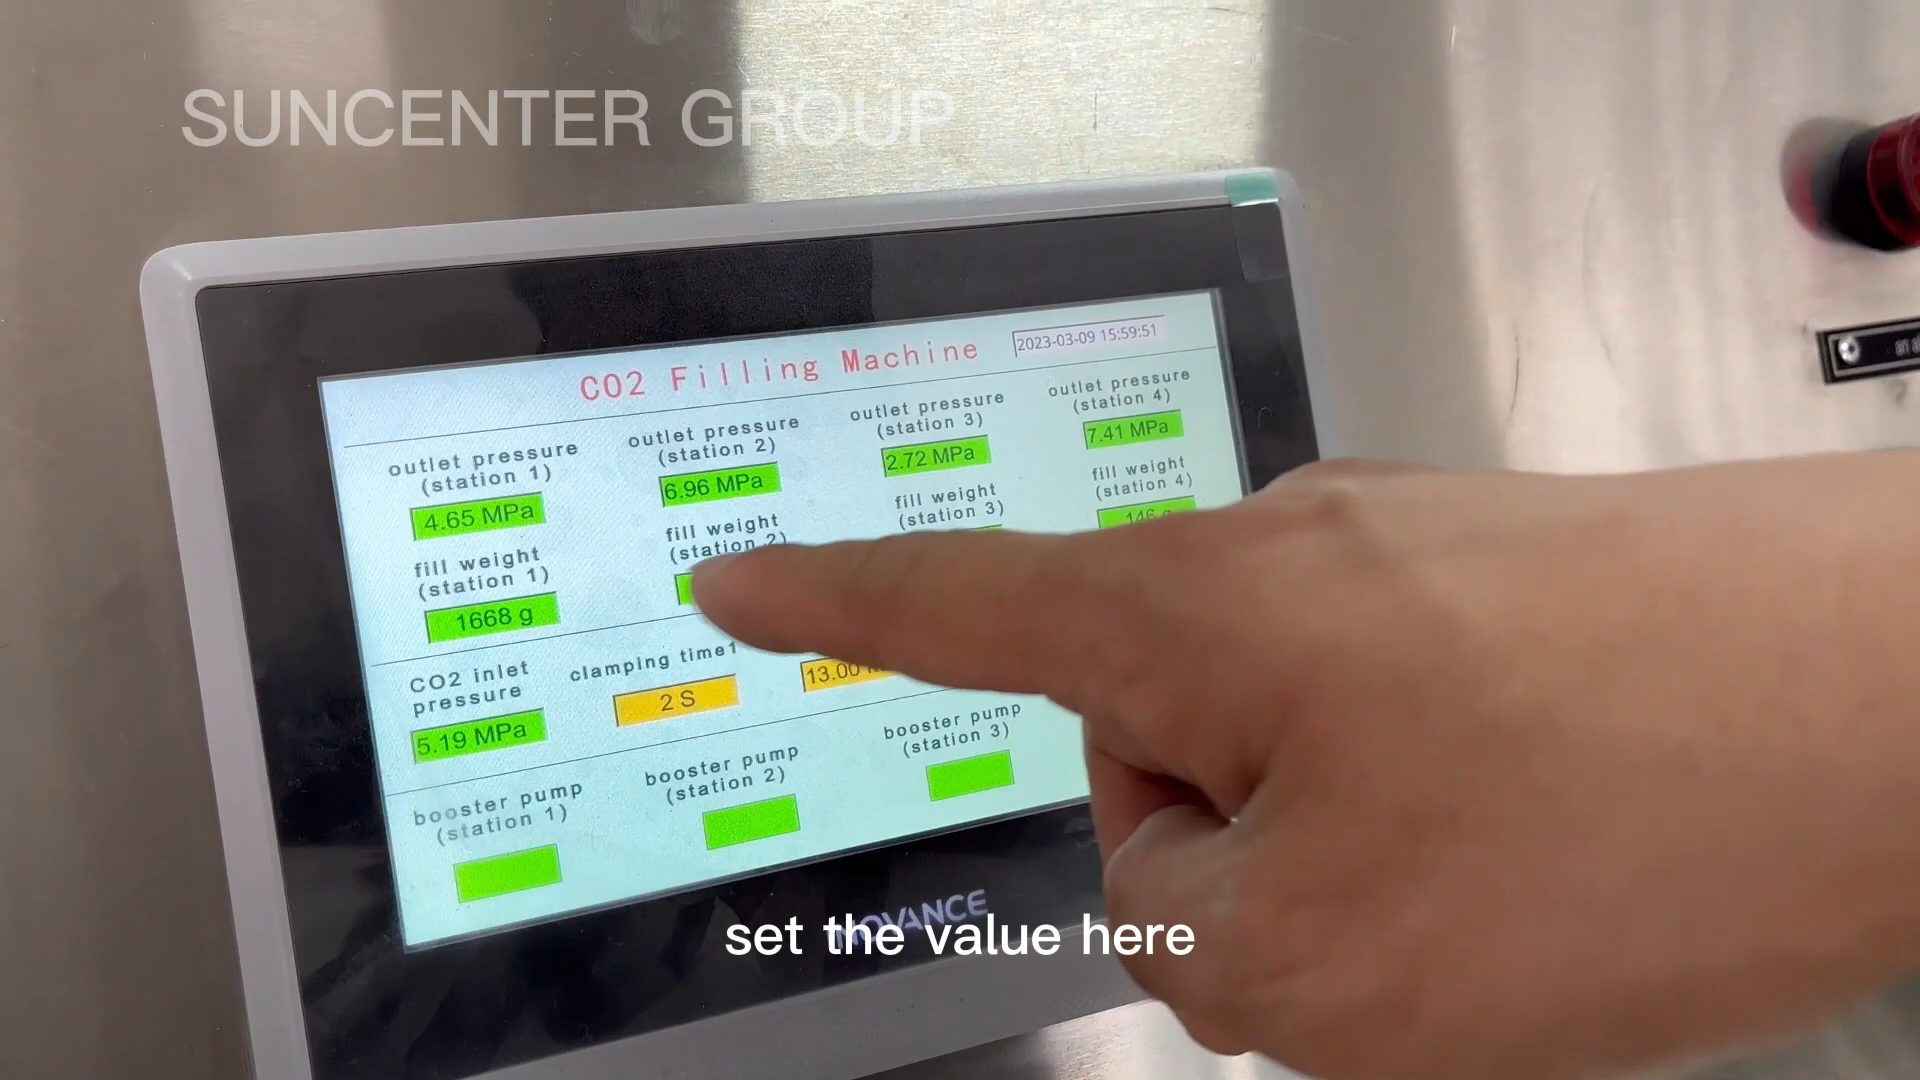 SUNCENTER GROUP
CO2 Filling Machine
2023-03-09 15:59:51
outlet pressure
(station 1)
4.65 MPa
outlet pressure
(station 2)
6.96 MPa
outlet pressure
(station 3)
2.72 MPa
outlet pressure
(station 4)
7.41 MPa
fill weight
(station 1)
1668 g
fill weight
(station 2)
fill weight
(station 3)
fill weight
(station 4)
146 g
CO2 inlet
pressure
5.19 MPa
clamping time1
2 S
13.00
booster pump
(station 1)
booster pump
(station 2)
booster pump
(station 3)
INOVANCE
set the value here